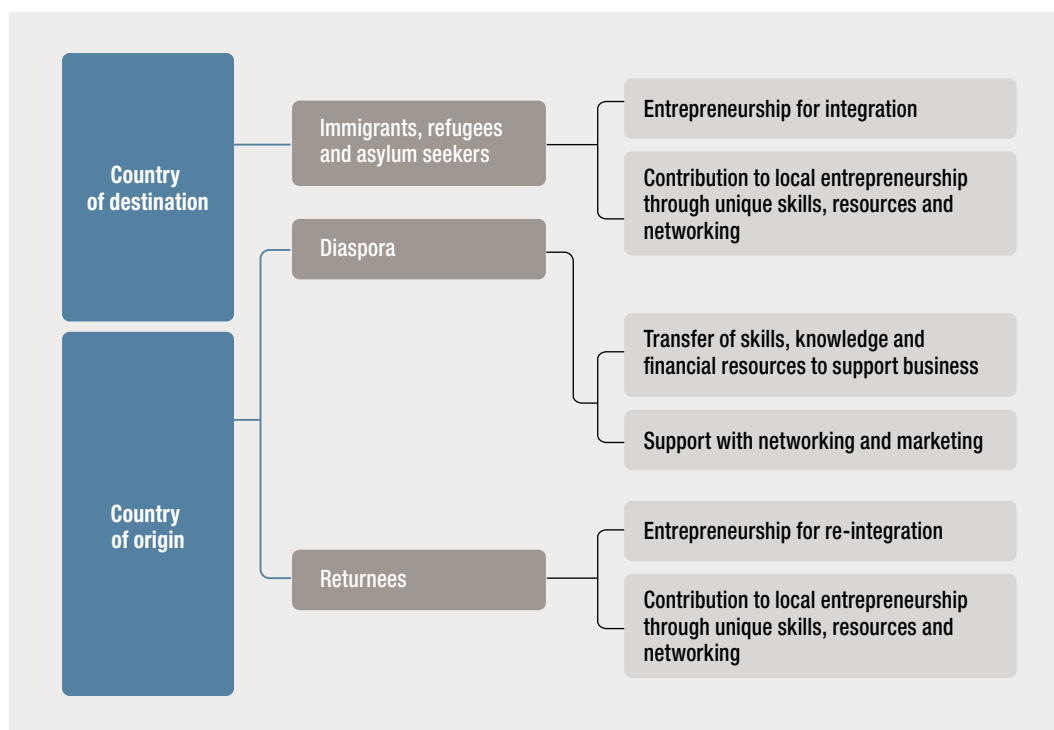 Country
of destination
Immigrants, refugees
and asylum seekers
Entrepreneurship for integration
Contribution to local entrepreneurship
through unique skills, resources and
networking
Country
of origin
Diaspora
Transfer of skills, knowledge and
financial resources to support business
Support with networking and marketing
Returnees
Entrepreneurship for re-integration
Contribution to local entrepreneurship
through unique skills, resources and
networking